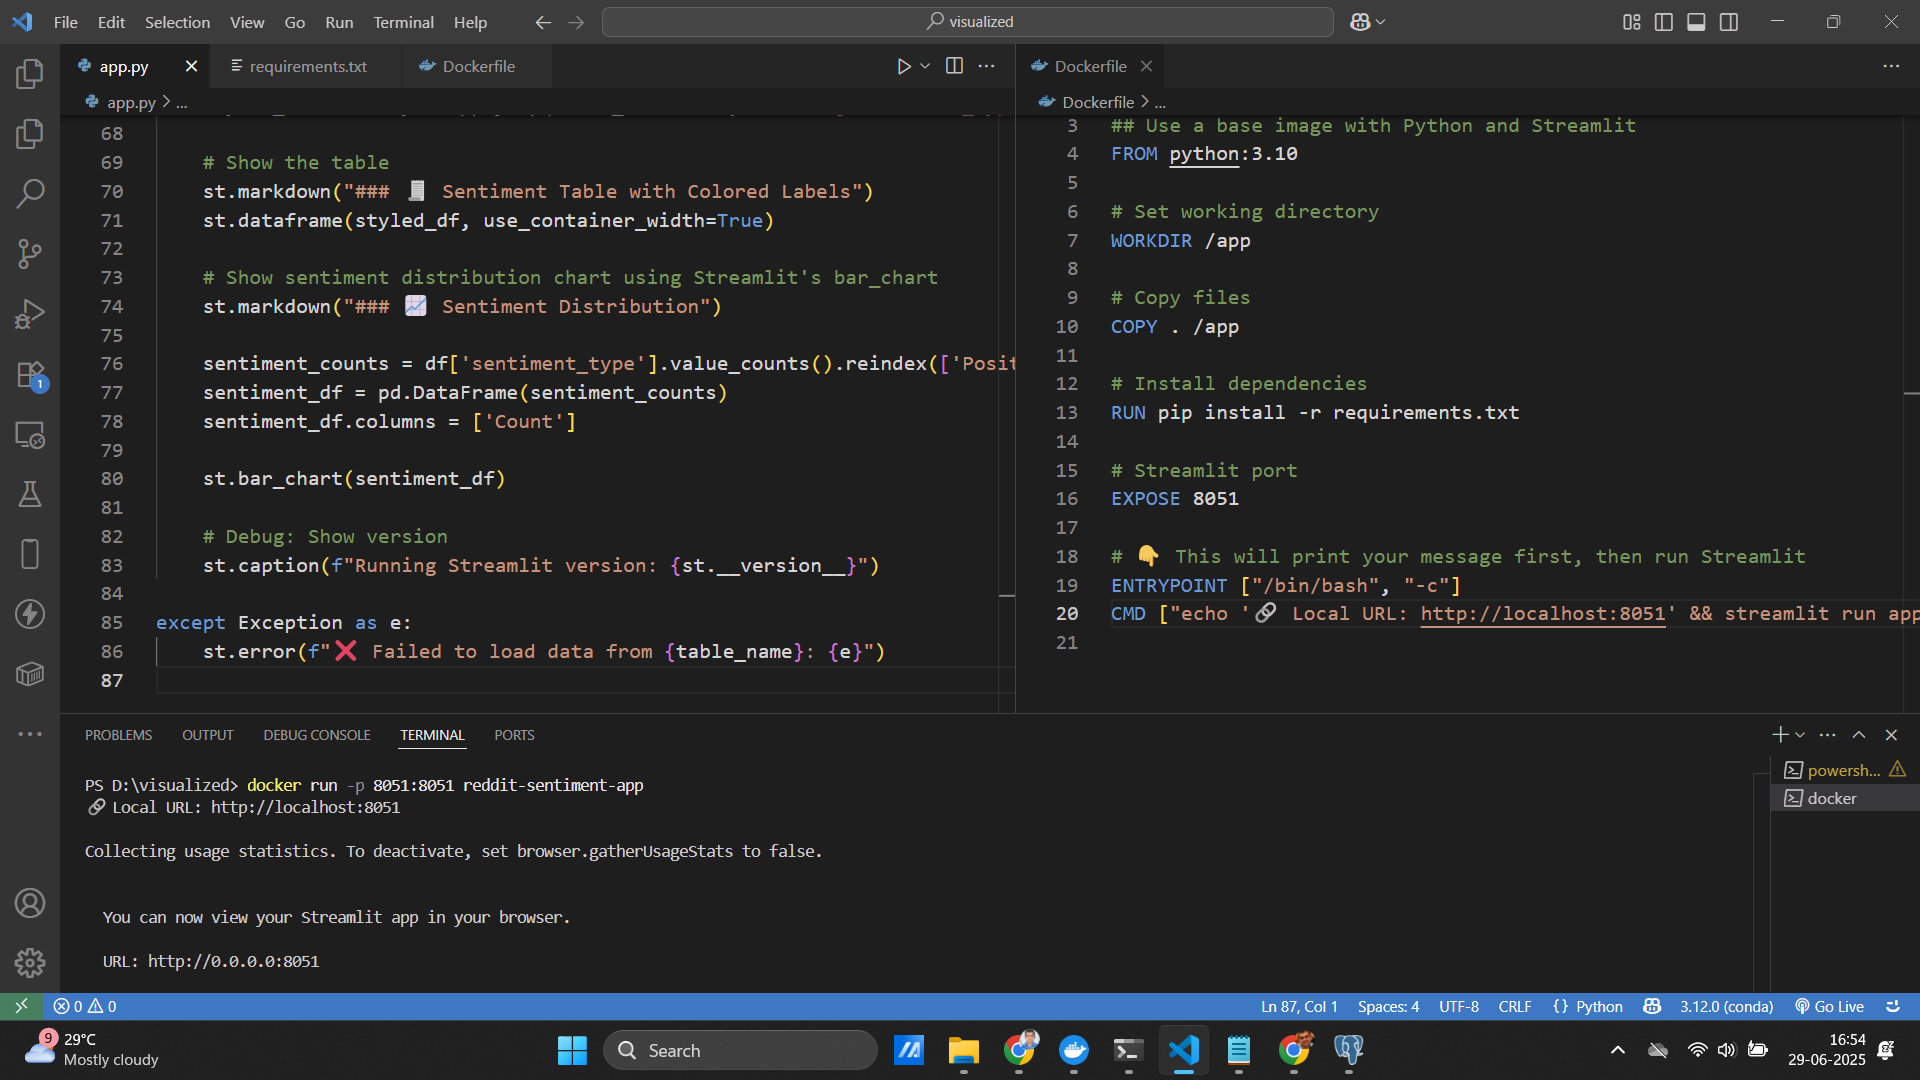 File Edit Selection View Go Run Terminal Help
visualized
app.py
requirements.txt
Dockerfile
app.py > ...
68
69 # Show the table
70 st.markdown("### 🧾 Sentiment Table with Colored Labels")
71 st.dataframe(styled_df, use_container_width=True)
72
73 # Show sentiment distribution chart using Streamlit's bar_chart
74 st.markdown("### 📈 Sentiment Distribution")
75
76 sentiment_counts = df['sentiment_type'].value_counts().reindex(['Posit
77 sentiment_df = pd.DataFrame(sentiment_counts)
78 sentiment_df.columns = ['Count']
79
80 st.bar_chart(sentiment_df)
81
82 # Debug: Show version
83 st.caption(f"Running Streamlit version: {st.__version__}")
84
85 except Exception as e:
86 st.error(f"❌ Failed to load data from {table_name}: {e}")
87
Dockerfile
Dockerfile > ...
3 ## Use a base image with Python and Streamlit
4 FROM python:3.10
5
6 # Set working directory
7 WORKDIR /app
8
9 # Copy files
10 COPY . /app
11
12 # Install dependencies
13 RUN pip install -r requirements.txt
14
15 # Streamlit port
16 EXPOSE 8051
17
18 # 👇 This will print your message first, then run Streamlit
19 ENTRYPOINT ["/bin/bash", "-c"]
20 CMD ["echo '🔗 Local URL: http://localhost:8051' && streamlit run app
21
PROBLEMS OUTPUT DEBUG CONSOLE TERMINAL PORTS
PS D:\visualized> docker run -p 8051:8051 reddit-sentiment-app
🔗 Local URL: http://localhost:8051
Collecting usage statistics. To deactivate, set browser.gatherUsageStats to false.
You can now view your Streamlit app in your browser.
URL: http://0.0.0.0:8051
powersh...
docker
1
0 0
Ln 87, Col 1 Spaces: 4 UTF-8 CRLF {} Python 3.12.0 (conda) Go Live
9
29°C
Mostly cloudy
Search
16:54
29-06-2025